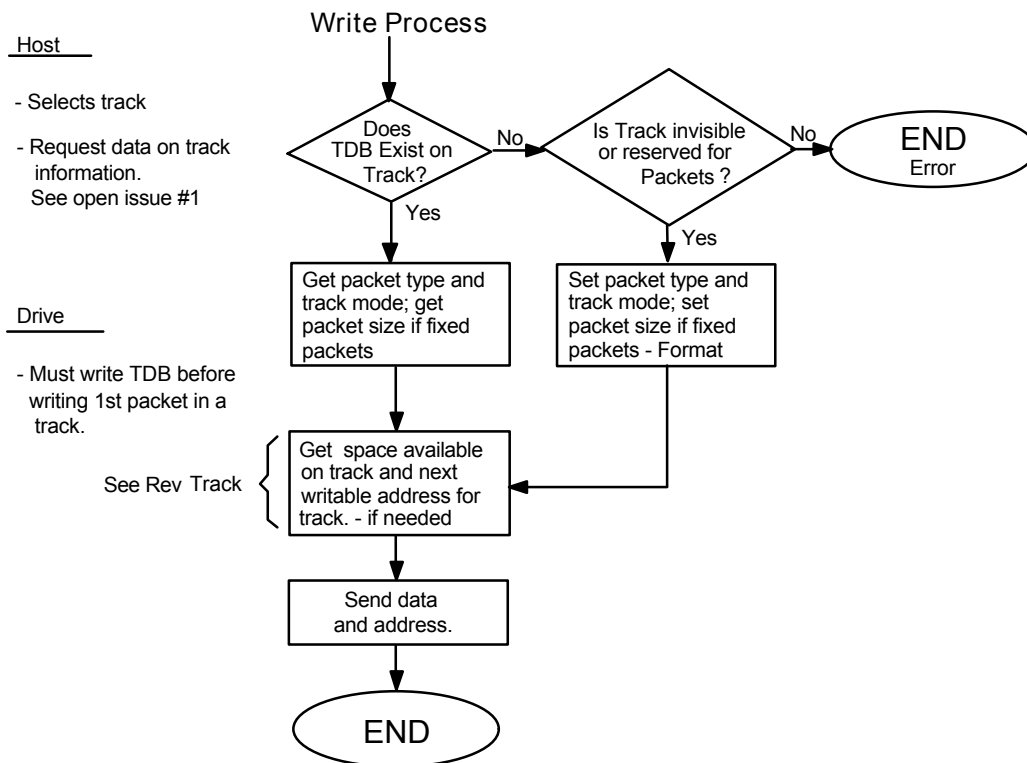 Write Process
Host
- Selects track
- Request data on track
information.
See open issue #1
Drive
- Must write TDB before
writing 1st packet in a
track.
See Rev Track
Does
TDB Exist on
Track?
No
Yes
Is Track invisible
or reserved for
Packets ?
No
Yes
END
Error
Get packet type and
track mode; get
packet size if fixed
packets
Set packet type and
track mode; set
packet size if fixed
packets - Format
Get space available
on track and next
writable address for
track. - if needed
Send data
and address.
END